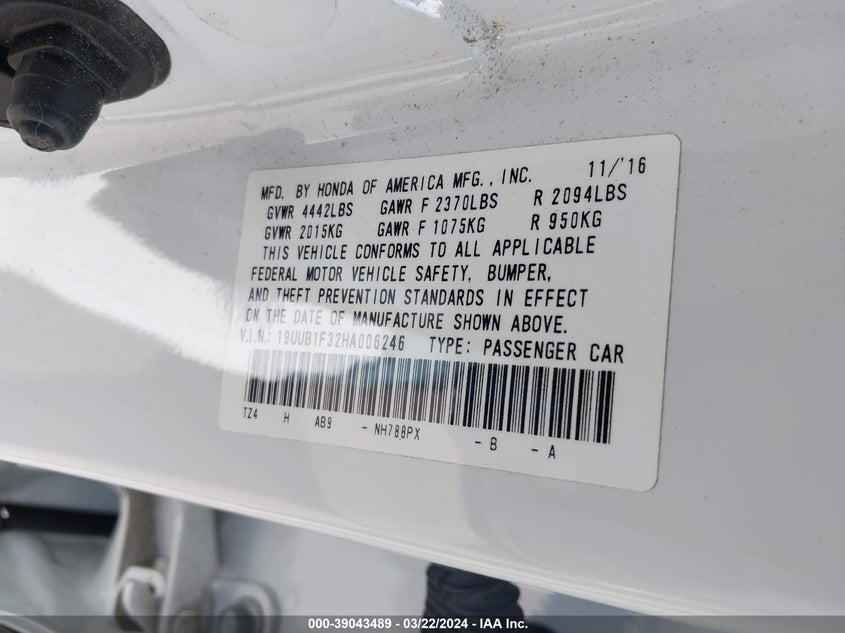 MFD. BY HONDA OF AMERICA MFG., INC. 11/'16
GVWR 4442LBS GAWR F 2370LBS R 2094LBS
GVWR 2015KG GAWR F 1075KG R 950KG
THIS VEHICLE CONFORMS TO ALL APPLICABLE
FEDERAL MOTOR VEHICLE SAFETY, BUMPER,
AND THEFT PREVENTION STANDARDS IN EFFECT
ON THE DATE OF MANUFACTURE SHOWN ABOVE.
V.I.N.: 19UUB1F32HA006246 TYPE: PASSENGER CAR
TZ4 H AB9 - NH788PX - B - A
000-39043489 - 03/22/2024 - IAA Inc.